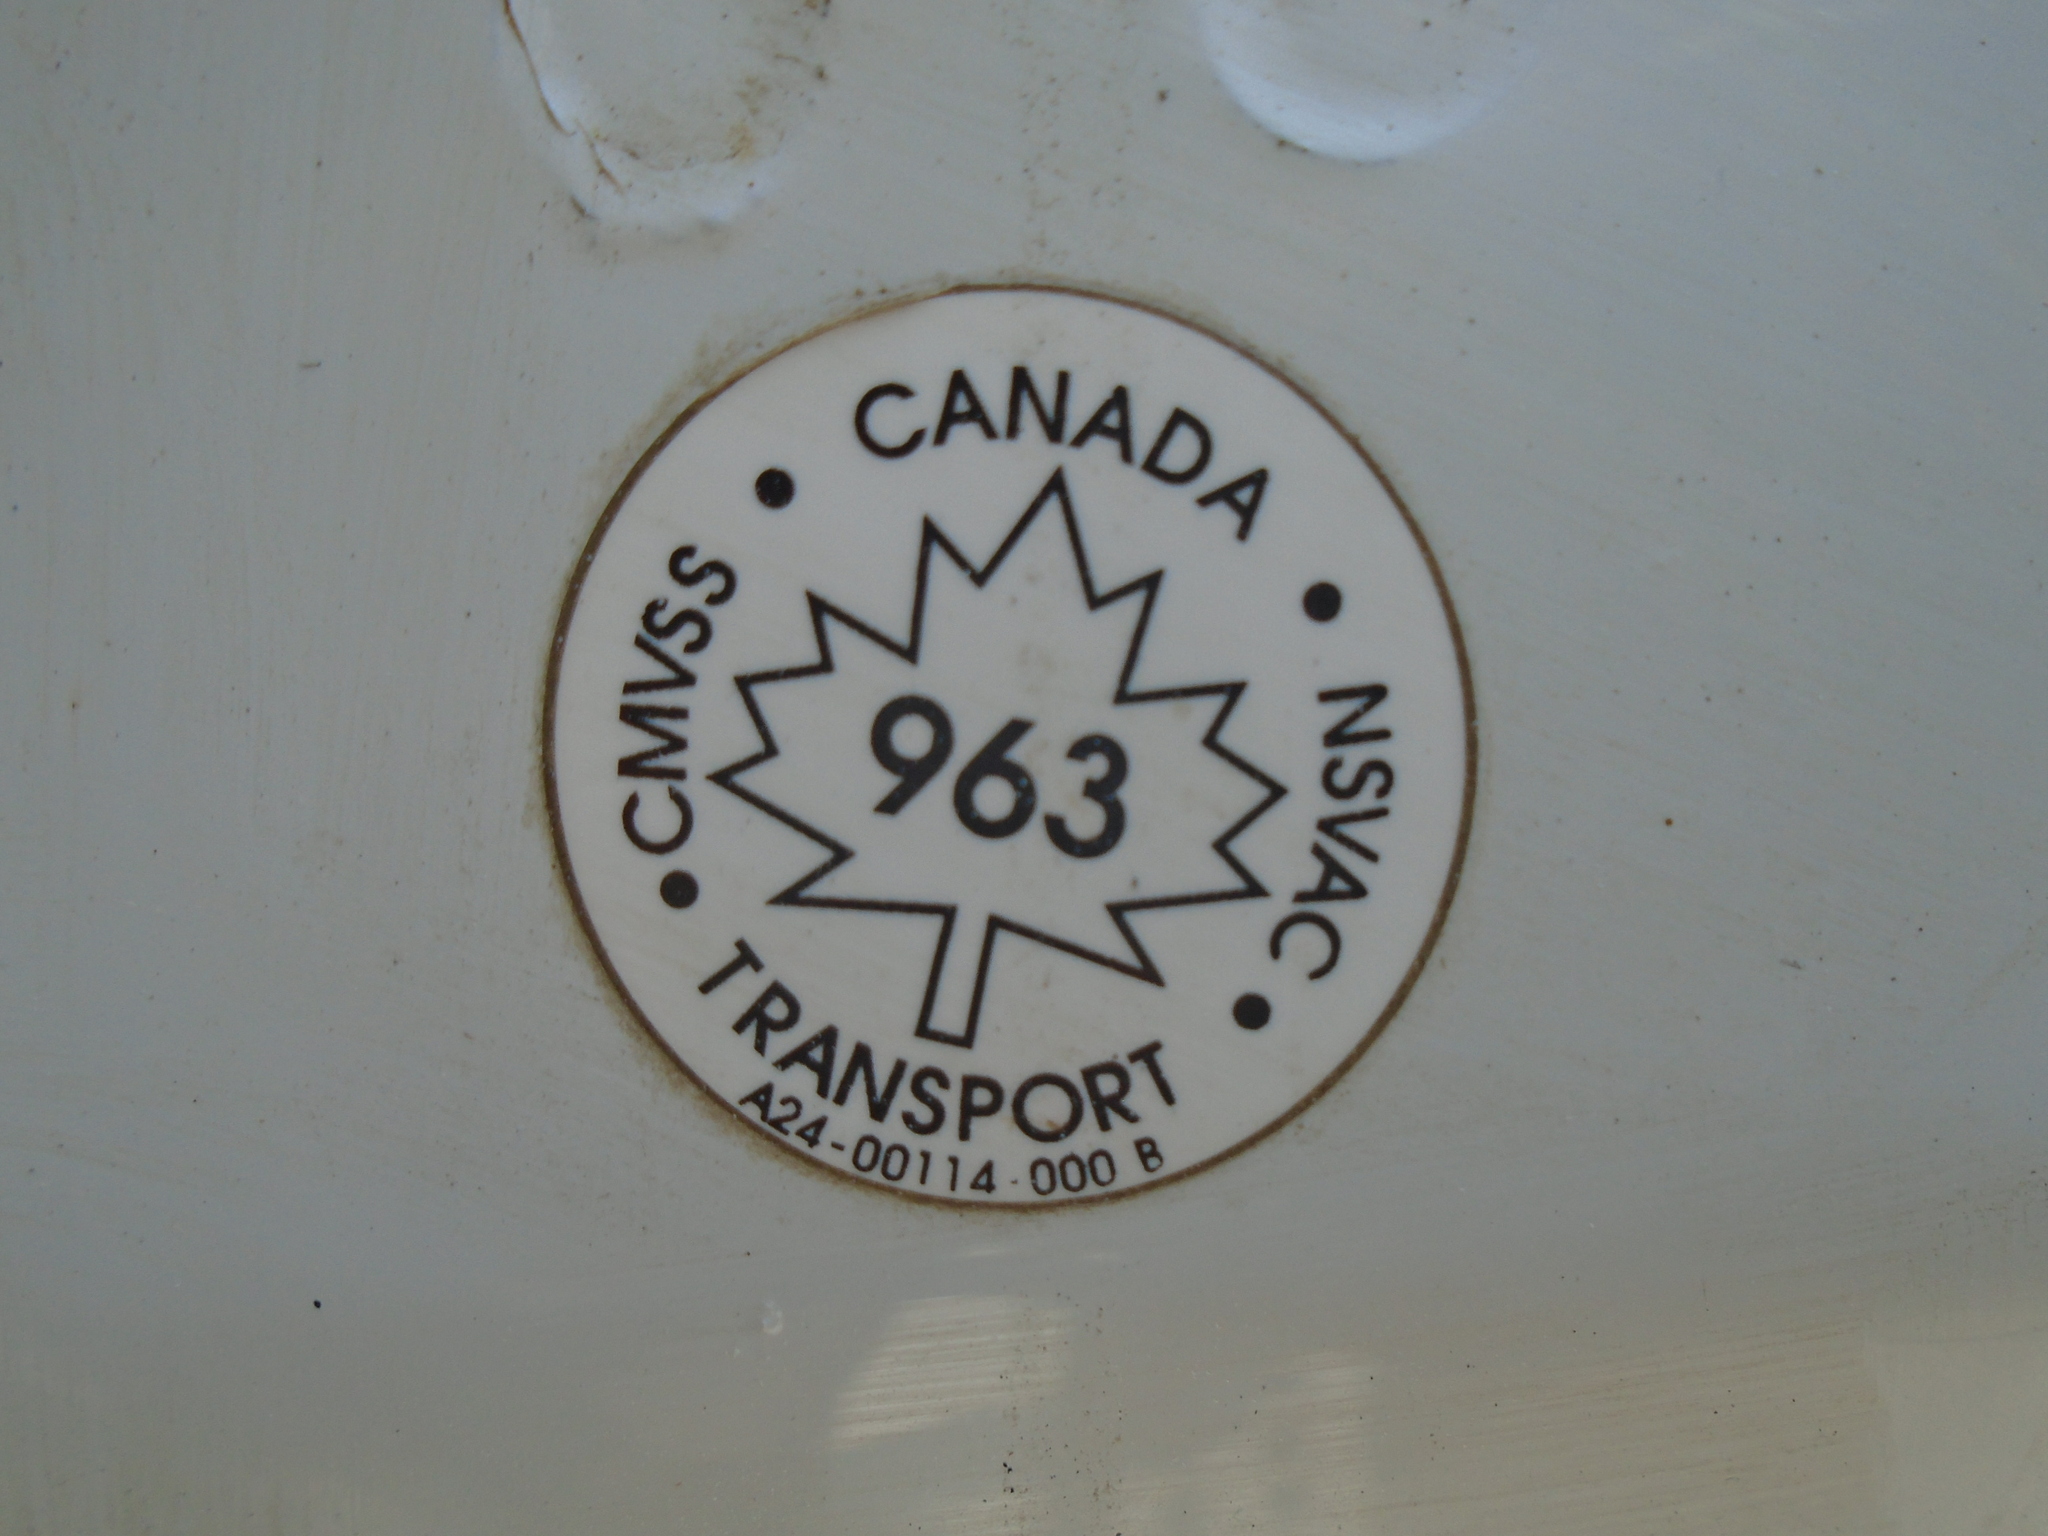 CANADA
• NSVAC •
963
• CMVSS •
TRANSPORT
A24-00114-000 B